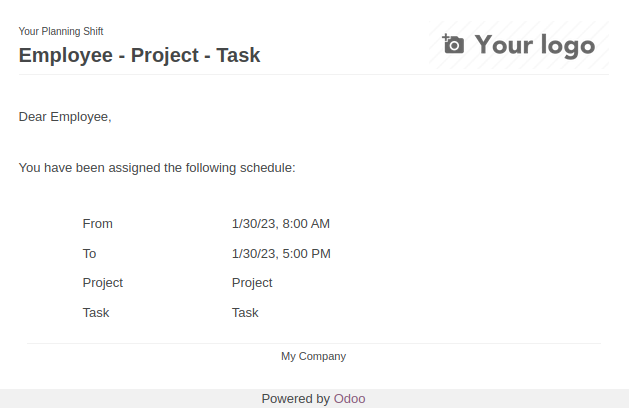 Your Planning Shift
Employee - Project - Task
Your logo
Dear Employee,
You have been assigned the following schedule:
From 1/30/23, 8:00 AM
To 1/30/23, 5:00 PM
Project Project
Task Task
My Company
Powered by Odoo